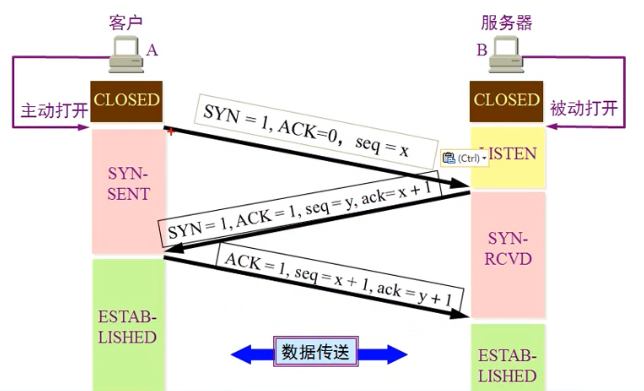 客户
服务器
A
B
主动打开
CLOSED
CLOSED
被动打开
SYN = 1, ACK=0, seq = x
(Ctrl)
LISTEN
SYN-
SENT
SYN = 1, ACK = 1, seq = y, ack= x + 1
SYN-
RCVD
ACK = 1, seq = x + 1, ack = y + 1
ESTAB-
LISHED
数据传送
ESTAB-
LISHED